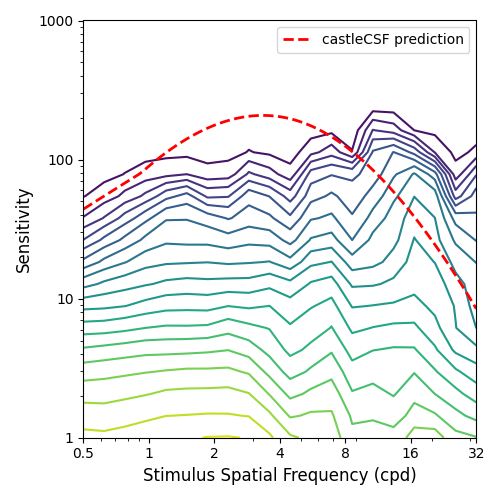 1000
castleCSF prediction
100
Sensitivity
10
1
0.5 1 2 4 8 16 32
Stimulus Spatial Frequency (cpd)